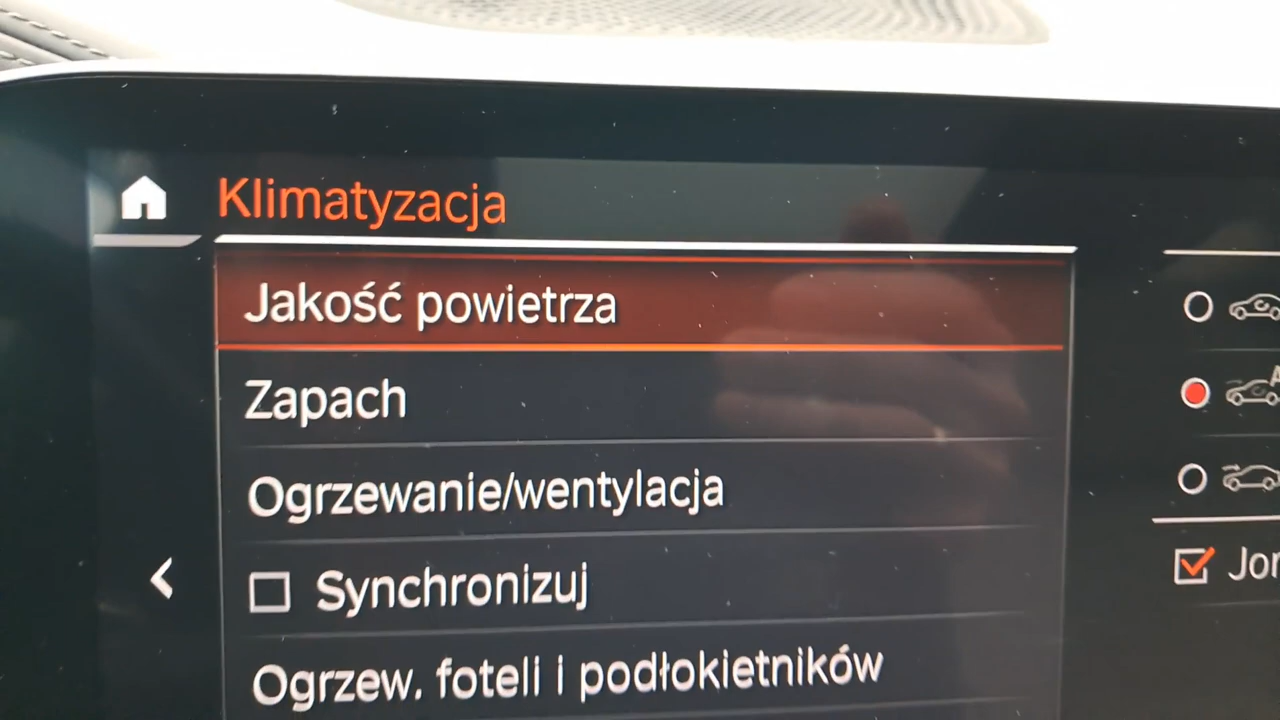 Klimatyzacja
Jakość powietrza
Zapach
Ogrzewanie/wentylacja
Synchronizuj
Ogrzew. foteli i podłokietników